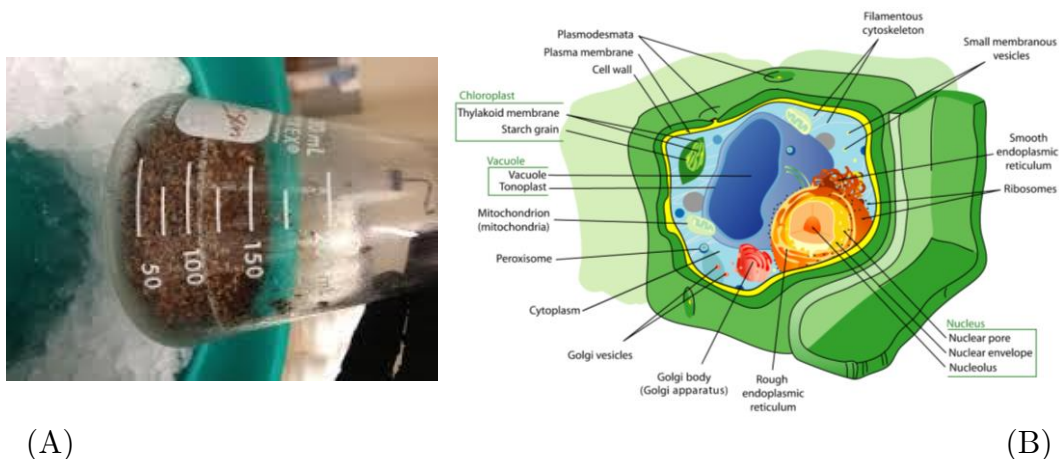 50
100
150
mL
Plasmodesmata
Plasma membrane
Cell wall
Chloroplast
Thylakoid membrane
Starch grain
Vacuole
Vacuole
Tonoplast
Mitochondrion
(mitochondria)
Peroxisome
Cytoplasm
Golgi vesicles
Golgi body
(Golgi apparatus)
Rough
endoplasmic
reticulum
Filamentous
cytoskeleton
Small membranous
vesicles
Smooth
endoplasmic
reticulum
Ribosomes
Nucleus
Nuclear pore
Nuclear envelope
Nucleolus
(A)
(B)